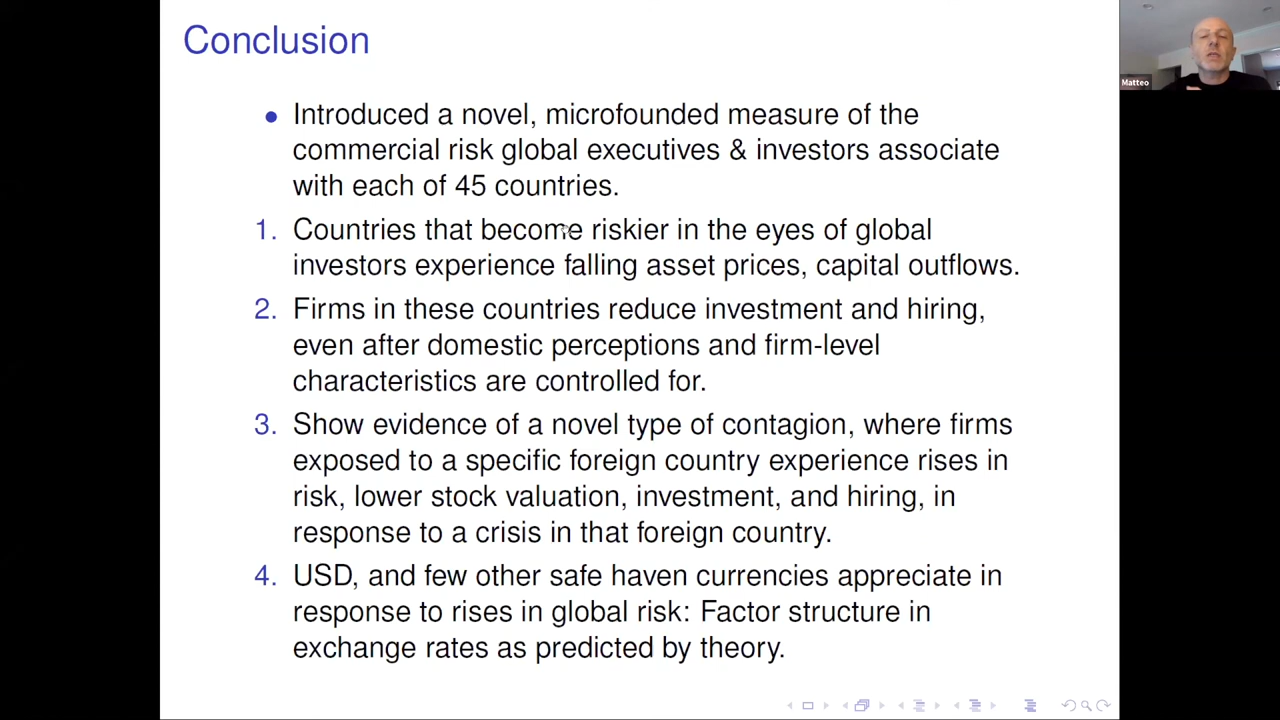 Conclusion
• Introduced a novel, microfounded measure of the
commercial risk global executives & investors associate
with each of 45 countries.
1. Countries that become riskier in the eyes of global
investors experience falling asset prices, capital outflows.
2. Firms in these countries reduce investment and hiring,
even after domestic perceptions and firm-level
characteristics are controlled for.
3. Show evidence of a novel type of contagion, where firms
exposed to a specific foreign country experience rises in
risk, lower stock valuation, investment, and hiring, in
response to a crisis in that foreign country.
4. USD, and few other safe haven currencies appreciate in
response to rises in global risk: Factor structure in
exchange rates as predicted by theory.
Matteo